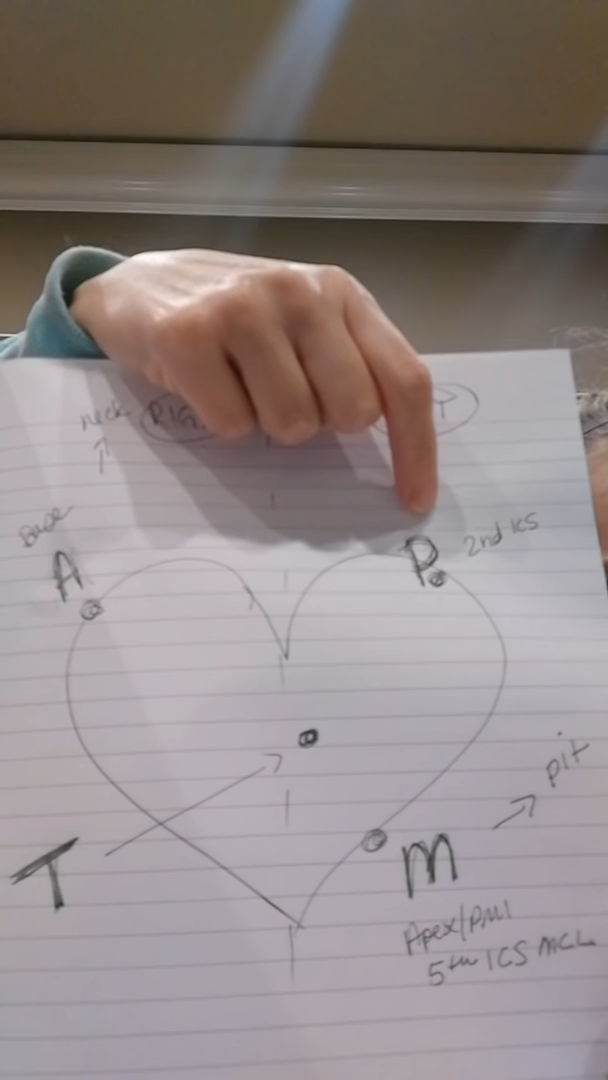 neck
Base
A
P 2nd ICS
T
pit
M
Apex/PMI
5th ICS MCL